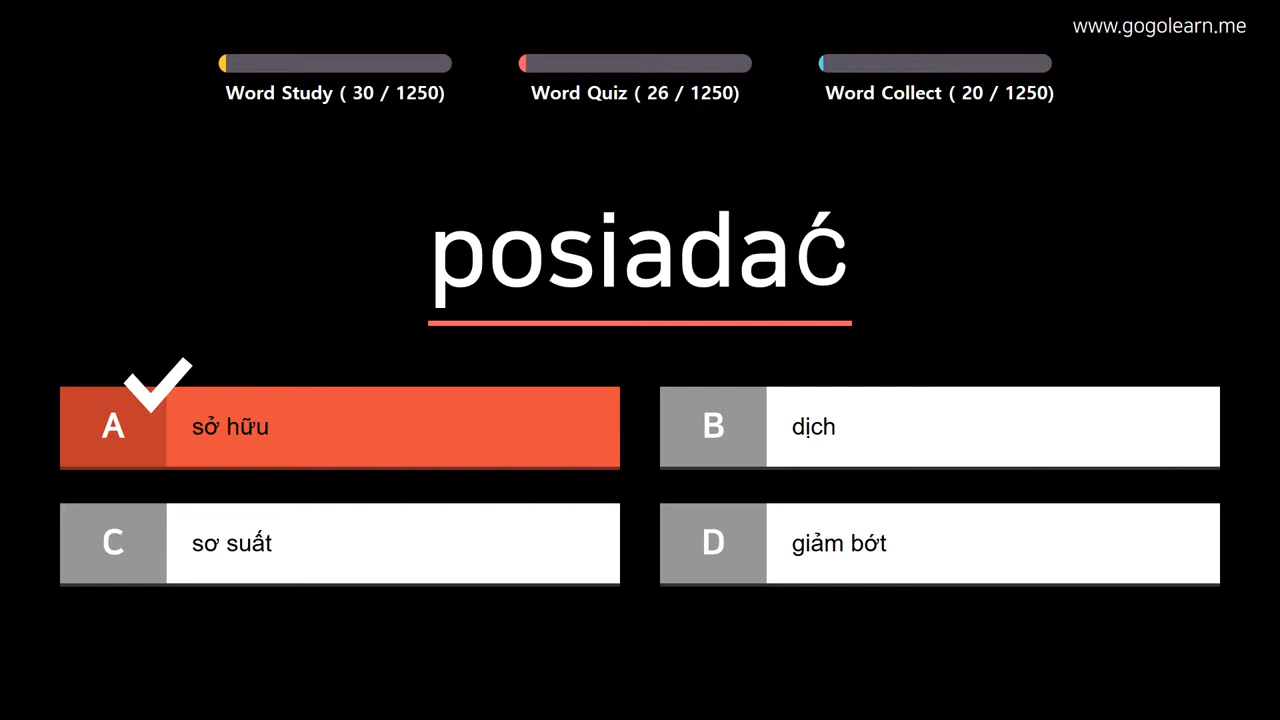 www.gogolearn.me
Word Study ( 30 / 1250)
Word Quiz ( 26 / 1250)
Word Collect ( 20 / 1250)
posiadać
A sở hữu
B dịch
C sơ suất
D giảm bớt